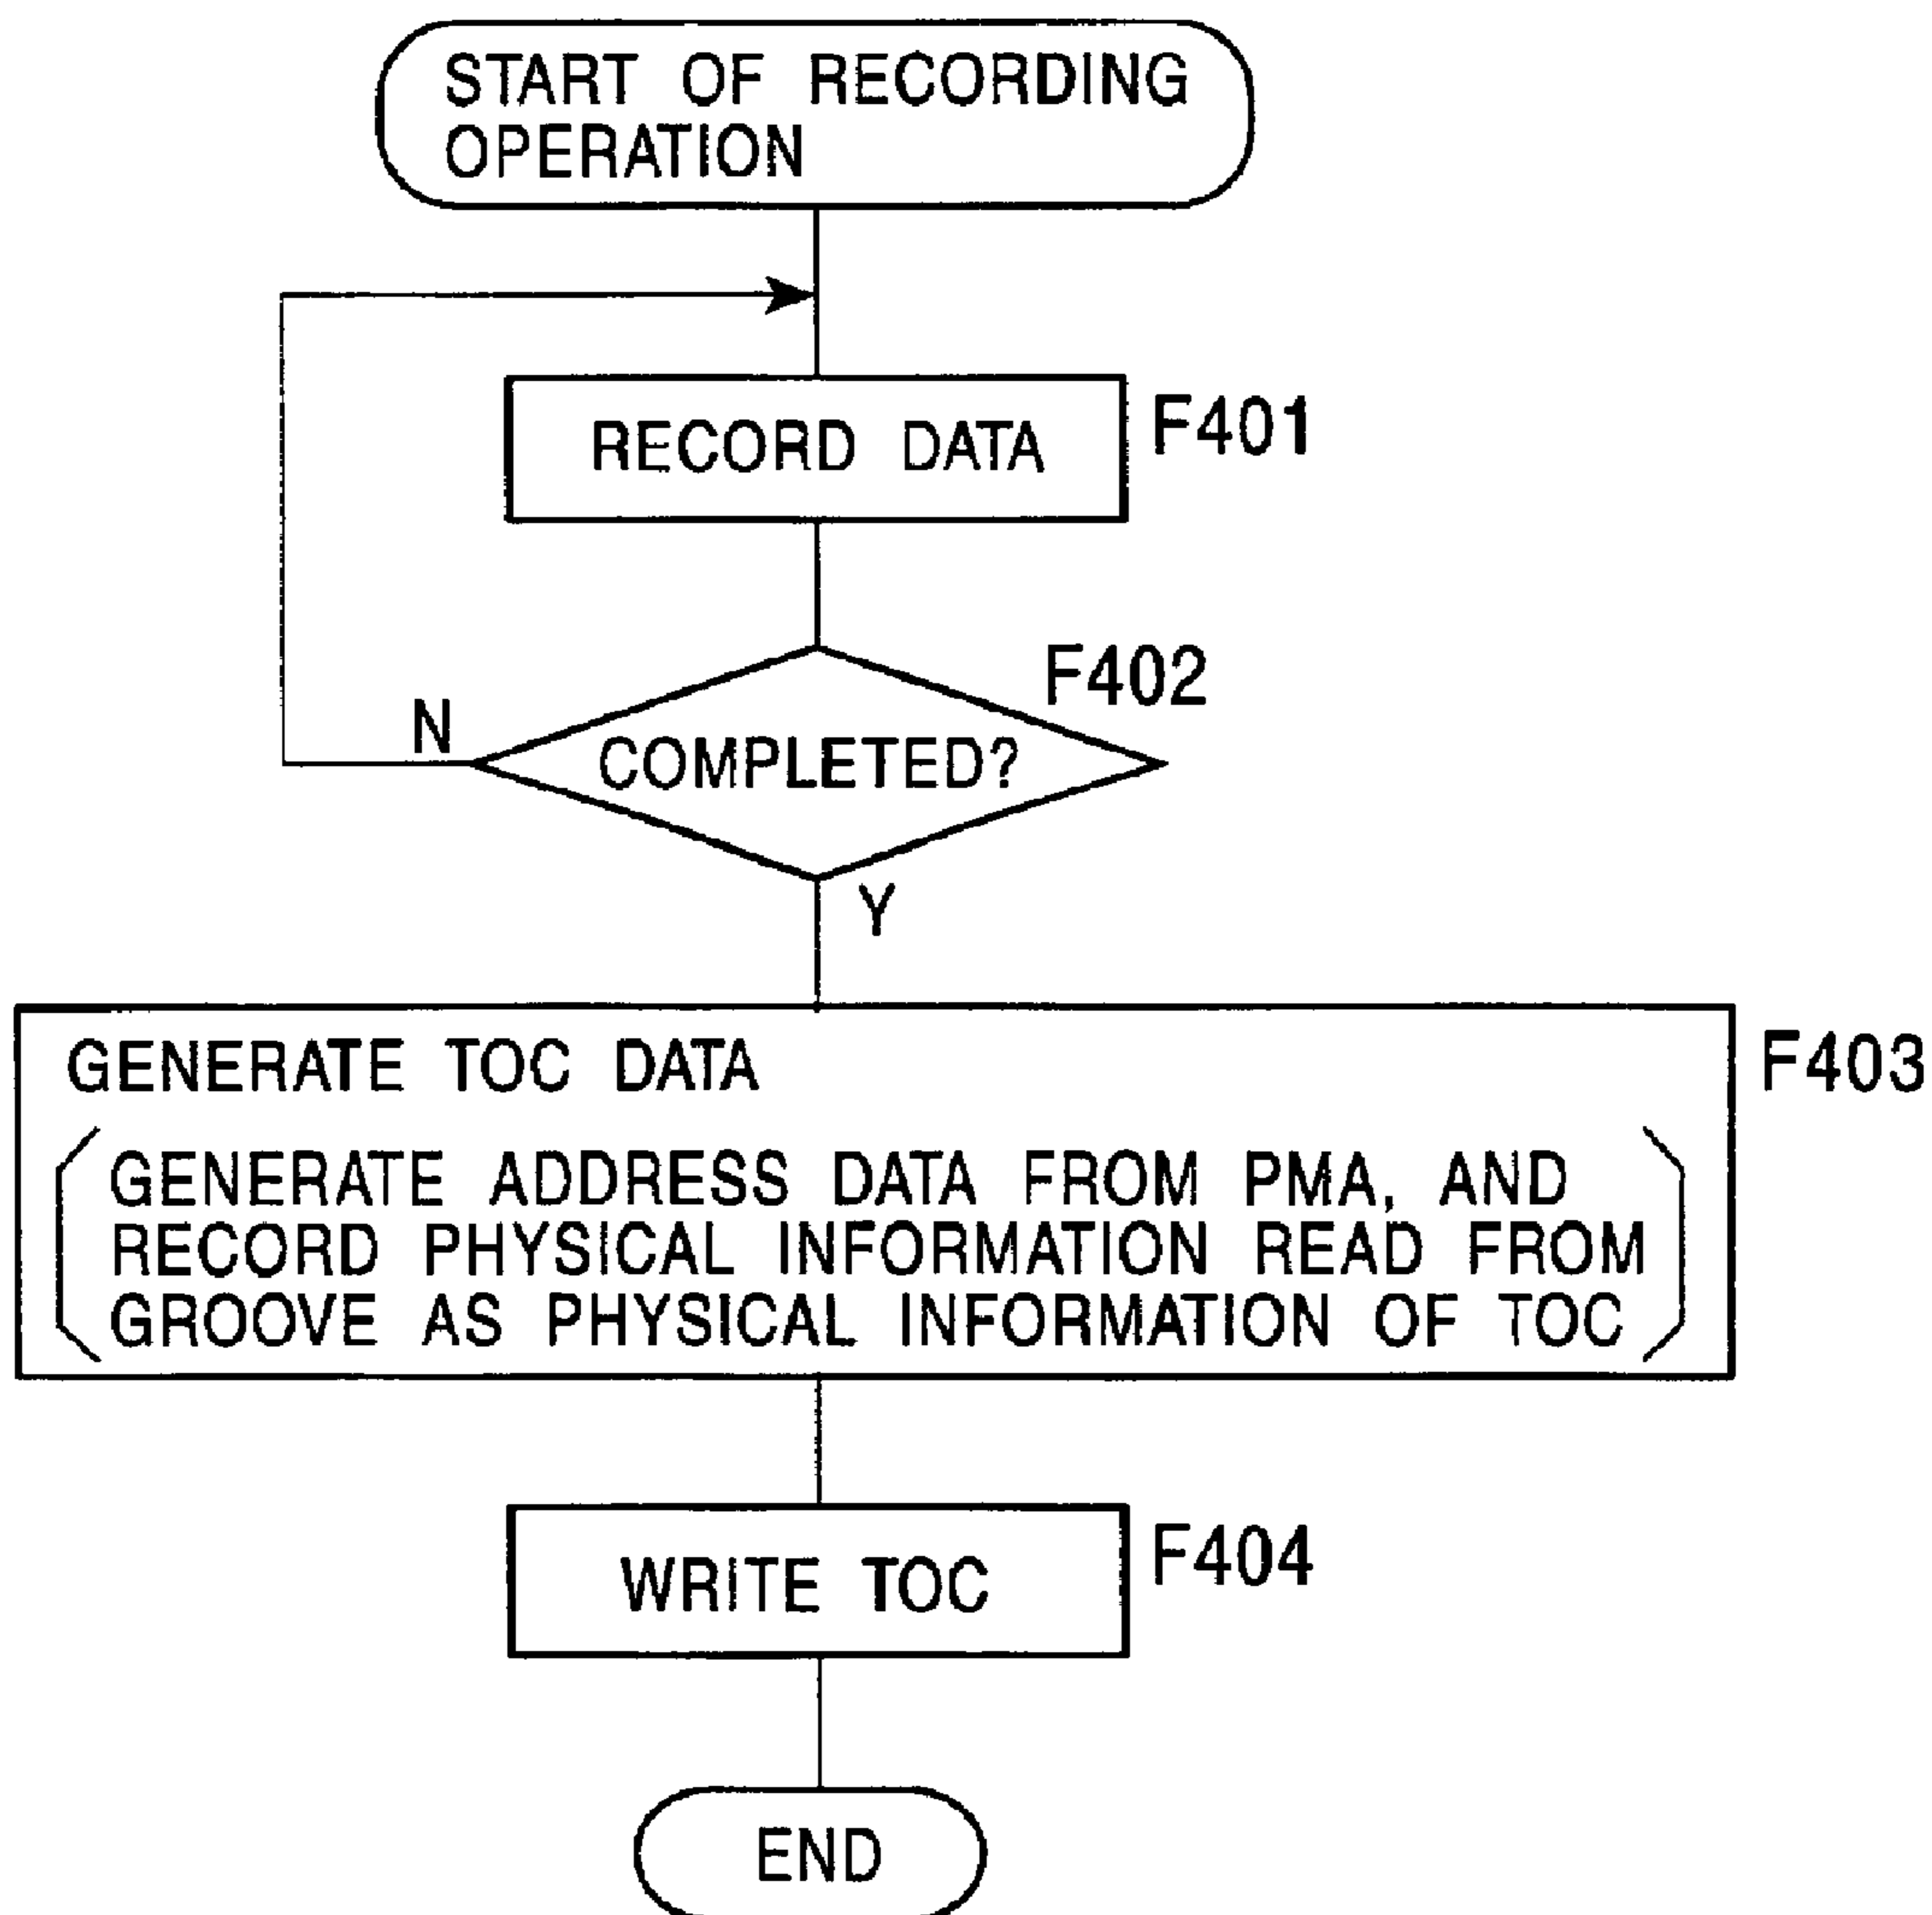 START OF RECORDING
OPERATION
RECORD DATA
F401
F402
N
COMPLETED?
Y
GENERATE TOC DATA
F403
GENERATE ADDRESS DATA FROM PMA, AND
RECORD PHYSICAL INFORMATION READ FROM
GROOVE AS PHYSICAL INFORMATION OF TOC
WRITE TOC
F404
END